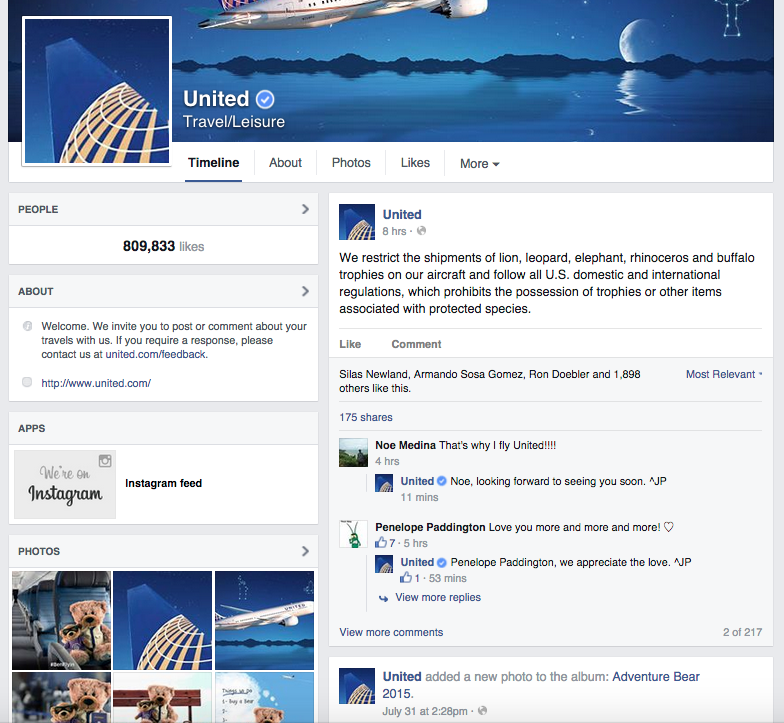 United
Travel/Leisure
Timeline
About
Photos
Likes
More
PEOPLE
809,833 likes
ABOUT
Welcome. We invite you to post or comment about your
travels with us. If you require a response, please
contact us at united.com/feedback.
http://www.united.com/
APPS
We're on
Instagram
Instagram feed
PHOTOS
UNITED
Things to do
1- buy a bear
United
8 hrs ·
We restrict the shipments of lion, leopard, elephant, rhinoceros and buffalo
trophies on our aircraft and follow all U.S. domestic and international
regulations, which prohibits the possession of trophies or other items
associated with protected species.
Like
Comment
Silas Newland, Armando Sosa Gomez, Ron Doebler and 1,898
others like this.
Most Relevant
175 shares
Noe Medina That's why I fly United!!!!
4 hrs
United Noe, looking forward to seeing you soon. ^JP
11 mins
Penelope Paddington Love you more and more and more! ♡
7 · 5 hrs
United Penelope Paddington, we appreciate the love. ^JP
1 · 53 mins
View more replies
View more comments
2 of 217
United added a new photo to the album: Adventure Bear
2015.
July 31 at 2:28pm ·